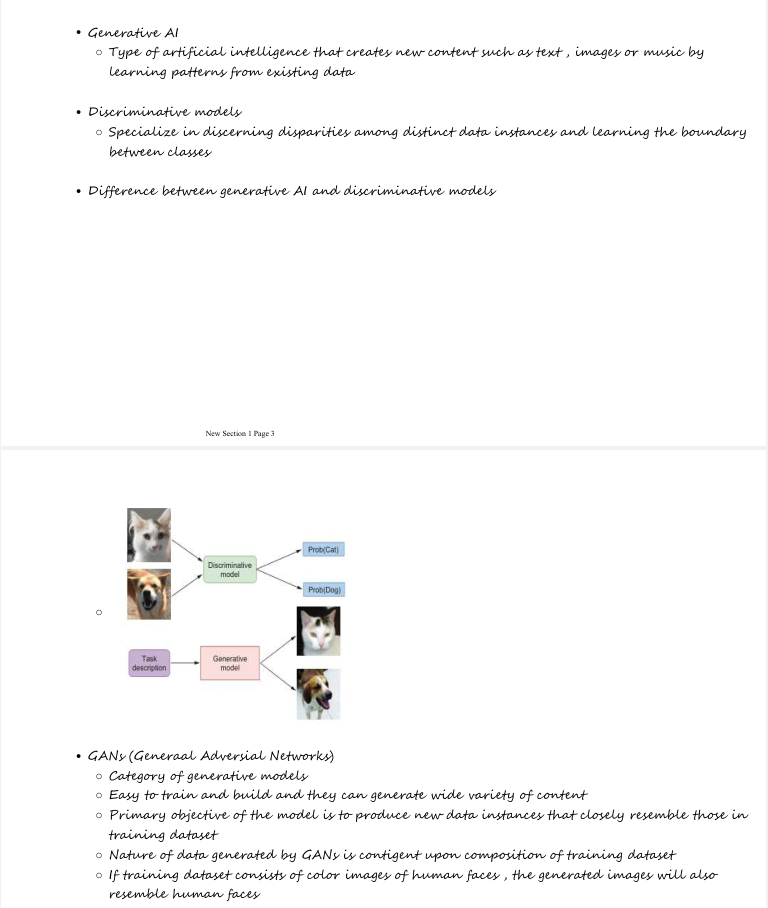 • Generative AI
○ Type of artificial intelligence that creates new content such as text , images or music by
learning patterns from existing data
• Discriminative models
○ Specialize in discerning disparities among distinct data instances and learning the boundary
between classes
• Difference between generative AI and discriminative models
New Section 1 Page 3
Discriminative
model
Prob(Cat)
Prob(Dog)
Task
description
Generative
model
• GANs (Generaal Adversial Networks)
○ Category of generative models
○ Easy to train and build and they can generate wide variety of content
○ Primary objective of the model is to produce new data instances that closely resemble those in
training dataset
○ Nature of data generated by GANs is contigent upon composition of training dataset
○ If training dataset consists of color images of human faces , the generated images will also
resemble human faces